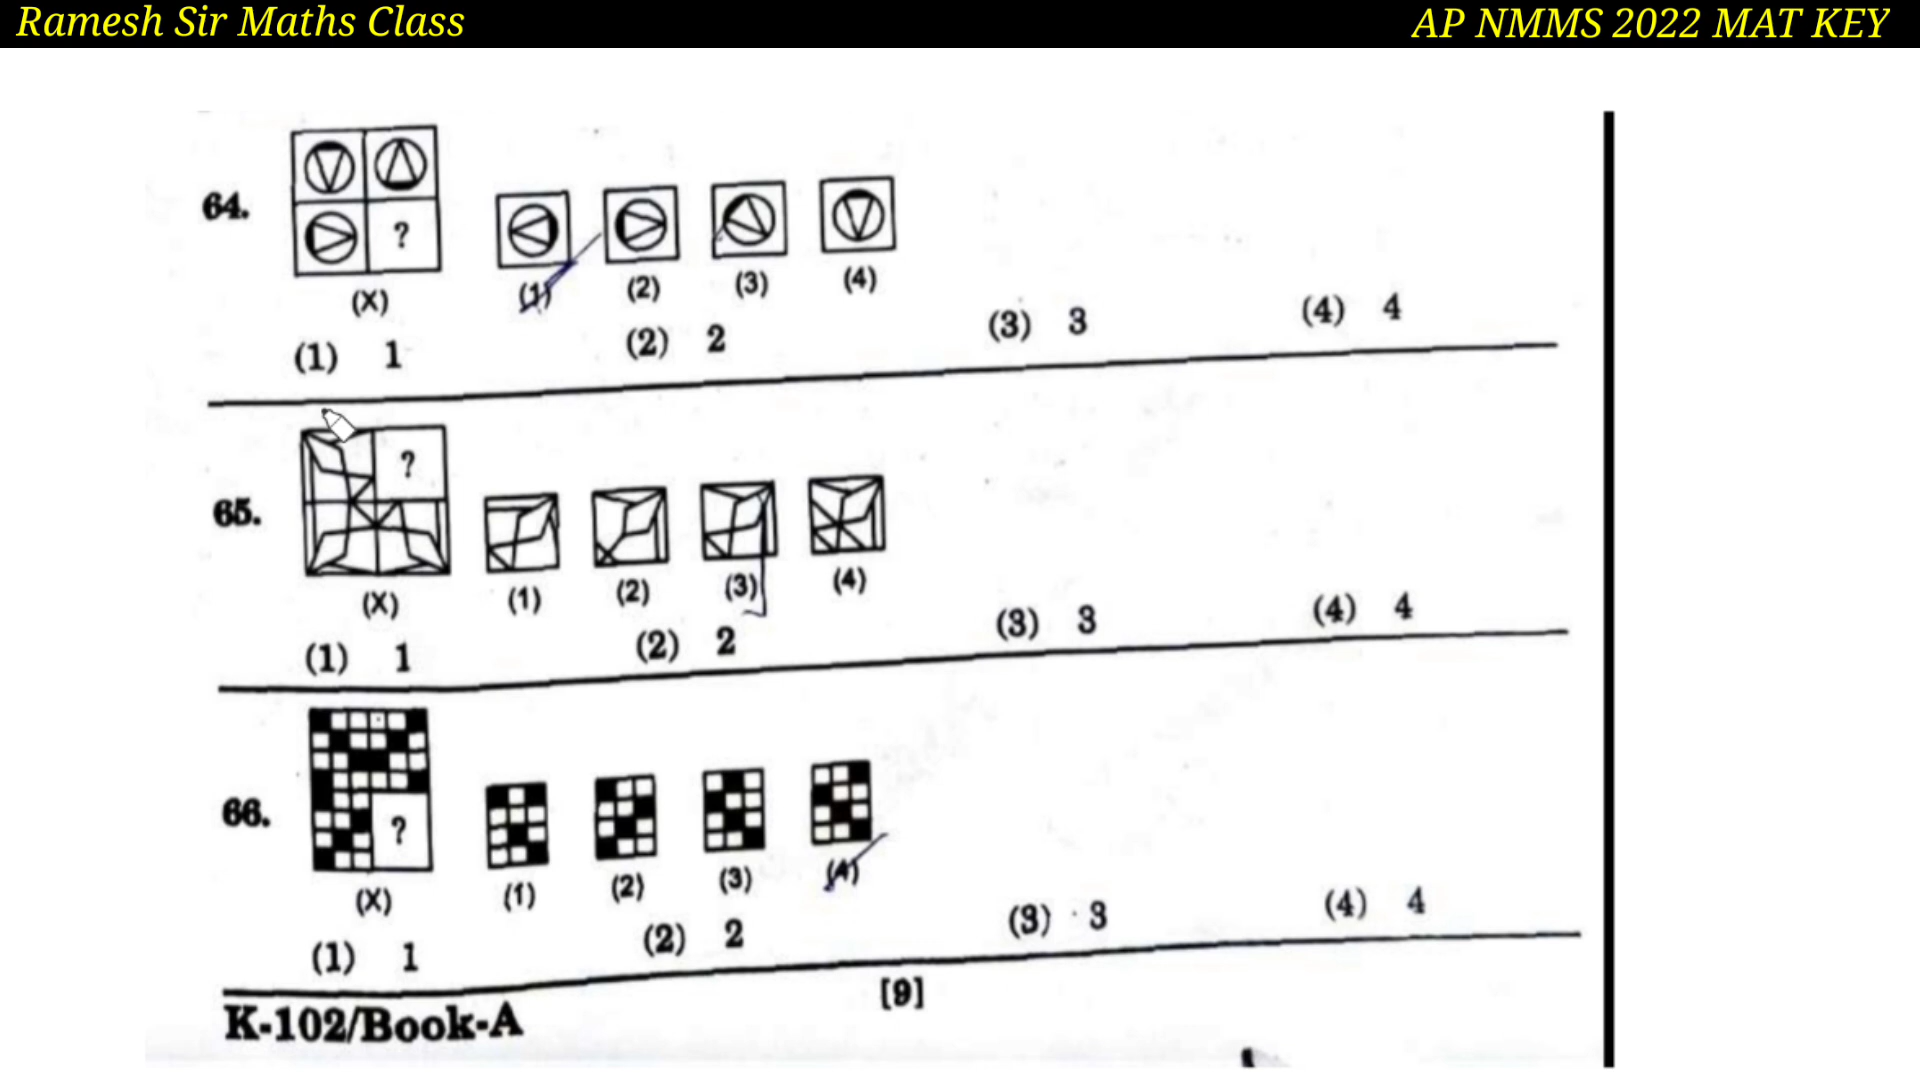 Ramesh Sir Maths Class
AP NMMS 2022 MAT KEY
64.
?
(X)
(1) (2) (3) (4)
(1) 1 (2) 2 (3) 3 (4) 4
65.
?
(X)
(1) (2) (3) (4)
(1) 1 (2) 2 (3) 3 (4) 4
66.
?
(X)
(1) (2) (3) (4)
(1) 1 (2) 2 (3) 3 (4) 4
K-102/Book-A
[9]